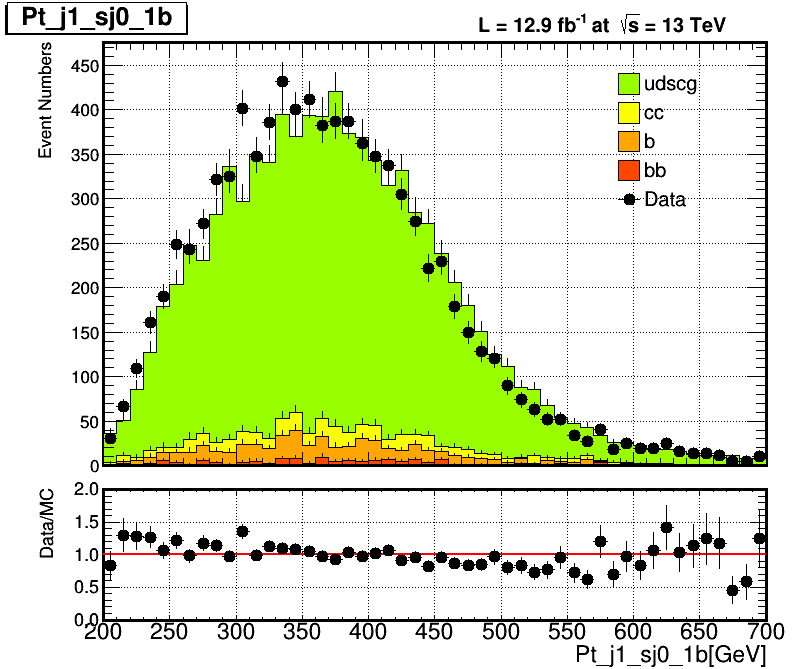 Pt_j1_sj0_1b
L = 12.9 fb⁻¹ at √s = 13 TeV
Event Numbers
450
400
350
300
250
200
150
100
50
0
udscg
cc
b
bb
Data
Data/MC
2.0
1.5
1.0
0.5
0.0
200 250 300 350 400 450 500 550 600 650 700
Pt_j1_sj0_1b[GeV]